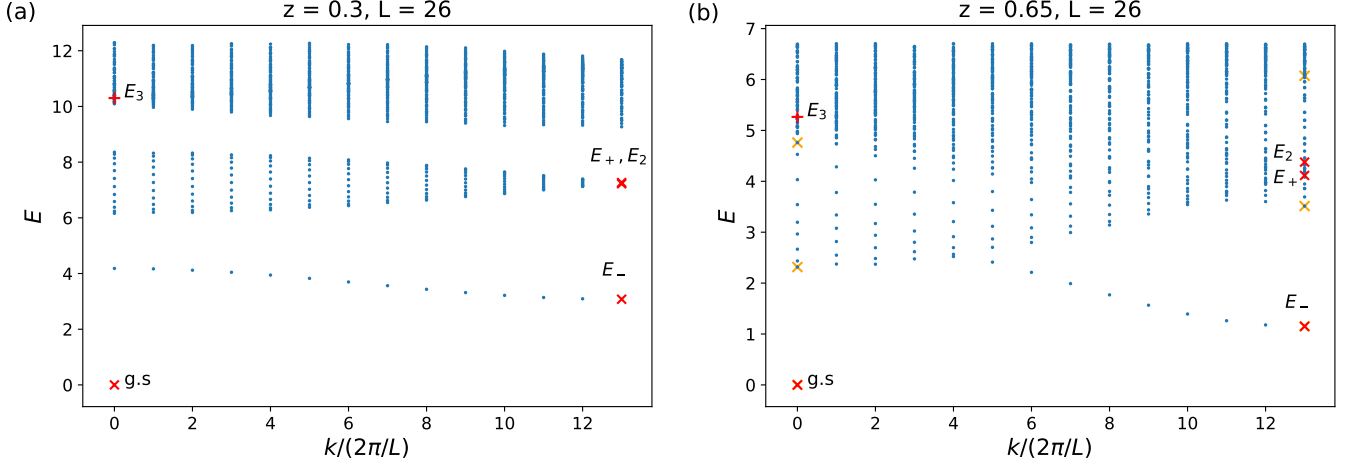 (a)
z = 0.3, L = 26
E
12
10
8
6
4
2
0
E₃
E₊, E₂
E₋
g.s
0 2 4 6 8 10 12
k/(2π/L)
(b)
z = 0.65, L = 26
E
7
6
5
4
3
2
1
0
E₃
E₂
E₊
E₋
g.s
0 2 4 6 8 10 12
k/(2π/L)